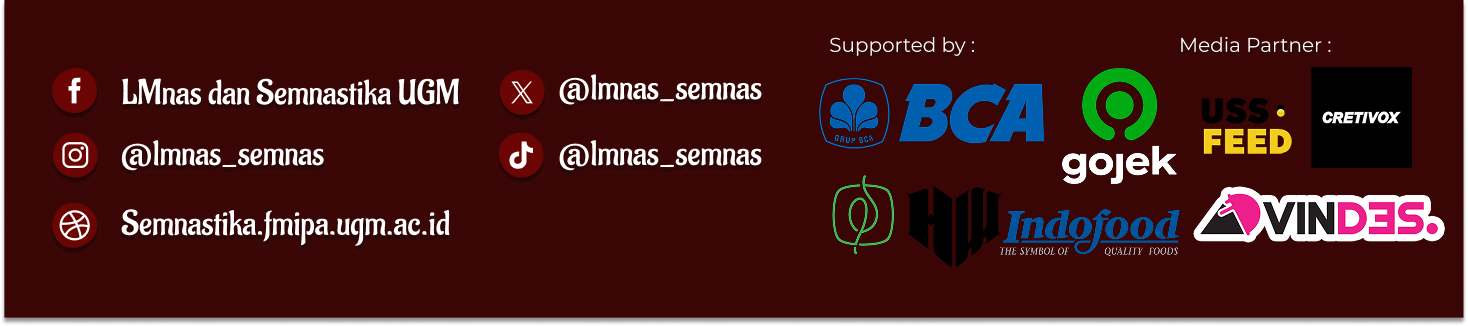 LMnas dan Semnastika UGM
@lmnas_semnas
Semnastika.fmipa.ugm.ac.id
@lmnas_semnas
@lmnas_semnas
Supported by :
GRUP BCA
BCA
gojek
Indofood
THE SYMBOL OF QUALITY FOODS
Media Partner :
USS
FEED
CRETIVOX
VINDES.